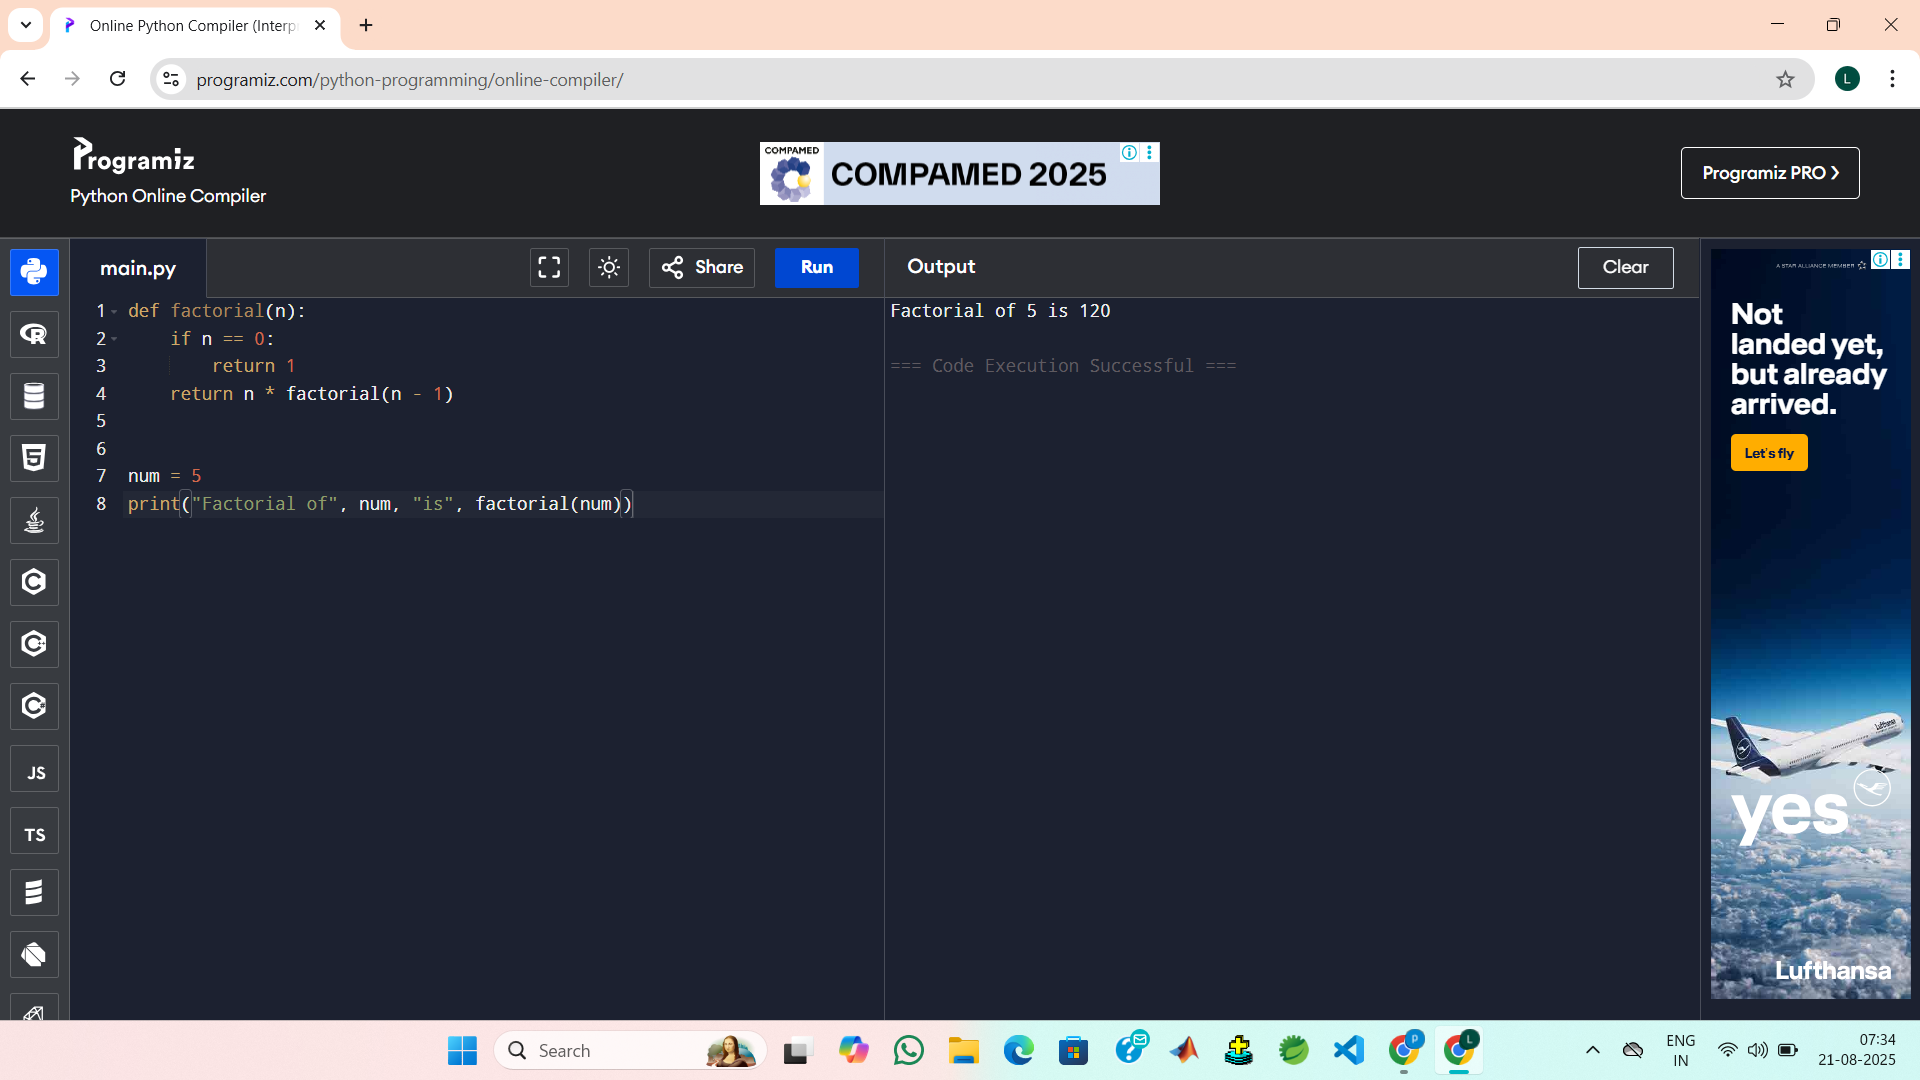 Online Python Compiler (Interp
programiz.com/python-programming/online-compiler/
L
Programiz
Python Online Compiler
COMPAMED
COMPAMED 2025
Programiz PRO
main.py
Share
Run
Output
Clear
1 def factorial(n):
2 if n == 0:
3 return 1
4 return n * factorial(n - 1)
5
6
7 num = 5
8 print("Factorial of", num, "is", factorial(num))
Factorial of 5 is 120
=== Code Execution Successful ===
JS
TS
A STAR ALLIANCE MEMBER
Not
landed yet,
but already
arrived.
Let's fly
Lufthansa
yes
Lufthansa
Search
P
L
ENG
IN
07:34
21-08-2025